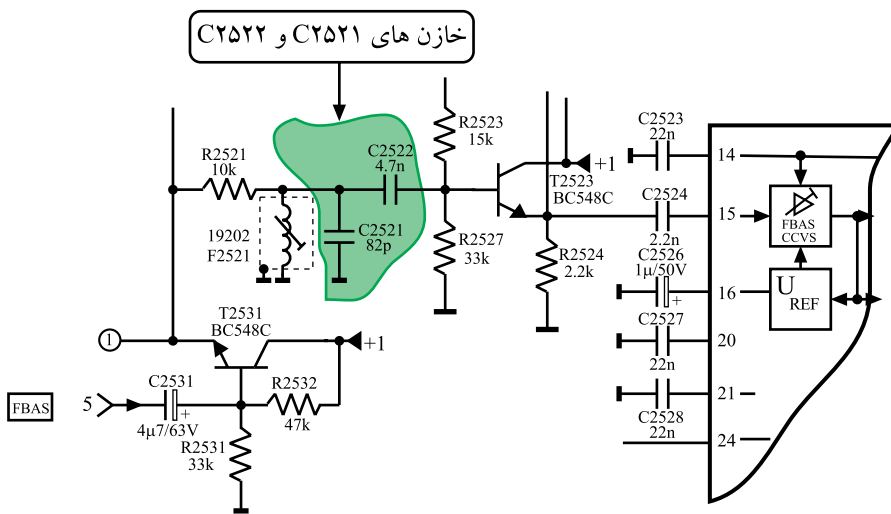 خازن های C۲۵۲۱ و C۲۵۲۲
R2521
10k
19202
F2521
C2522
4.7n
C2521
82p
R2523
15k
R2527
33k
+1
T2523
BC548C
R2524
2.2k
C2523
22n
C2524
2.2n
C2526
1µ/50V
+
C2527
22n
C2528
22n
14
15
16
20
21
24
FBAS
CCVS
U
REF
1
T2531
BC548C
+1
FBAS
5
C2531
+
4µ7/63V
R2532
47k
R2531
33k